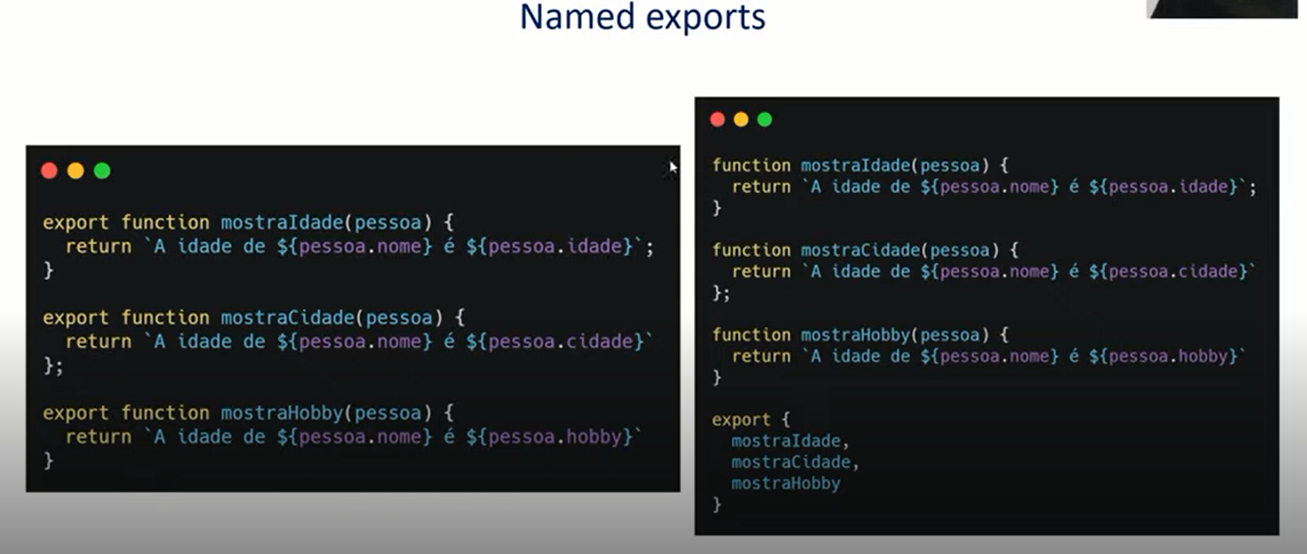 Named exports
export function mostraIdade(pessoa) {
  return `A idade de ${pessoa.nome} é ${pessoa.idade}`;
}
export function mostraCidade(pessoa) {
  return `A idade de ${pessoa.nome} é ${pessoa.cidade}`
};
export function mostraHobby(pessoa) {
  return `A idade de ${pessoa.nome} é ${pessoa.hobby}`
}
function mostraIdade(pessoa) {
  return `A idade de ${pessoa.nome} é ${pessoa.idade}`;
}
function mostraCidade(pessoa) {
  return `A idade de ${pessoa.nome} é ${pessoa.cidade}`
};
function mostraHobby(pessoa) {
  return `A idade de ${pessoa.nome} é ${pessoa.hobby}`
}
export {
  mostraIdade,
  mostraCidade,
  mostraHobby
}